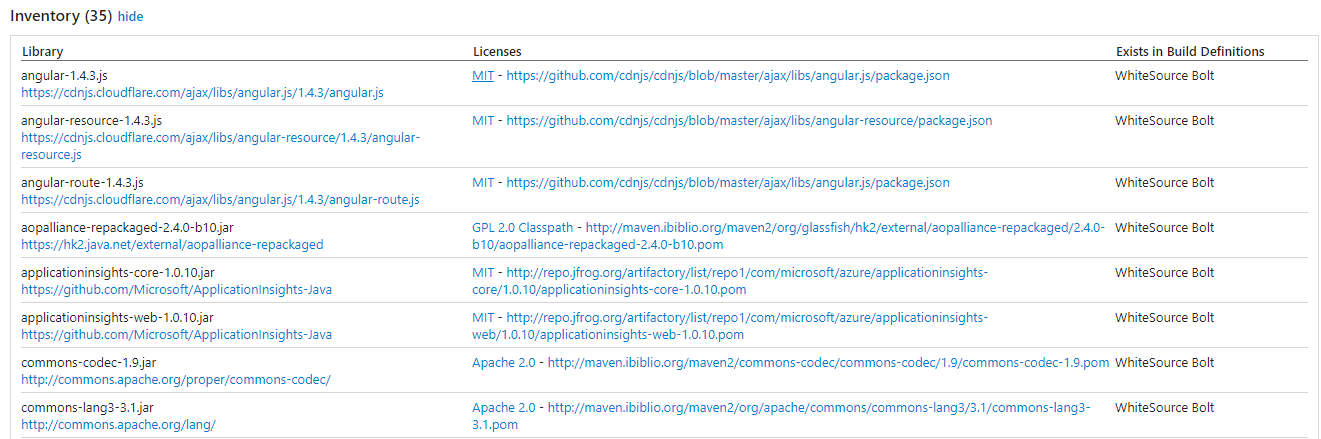 Inventory (35) hide
Library Licenses Exists in Build Definitions
angular-1.4.3.js MIT - https://github.com/cdnjs/cdnjs/blob/master/ajax/libs/angular.js/package.json WhiteSource Bolt
https://cdnjs.cloudflare.com/ajax/libs/angular.js/1.4.3/angular.js
angular-resource-1.4.3.js MIT - https://github.com/cdnjs/cdnjs/blob/master/ajax/libs/angular-resource/package.json WhiteSource Bolt
https://cdnjs.cloudflare.com/ajax/libs/angular-resource/1.4.3/angular-
resource.js
angular-route-1.4.3.js MIT - https://github.com/cdnjs/cdnjs/blob/master/ajax/libs/angular.js/package.json WhiteSource Bolt
https://cdnjs.cloudflare.com/ajax/libs/angular.js/1.4.3/angular-route.js
aopalliance-repackaged-2.4.0-b10.jar GPL 2.0 Classpath - http://maven.ibiblio.org/maven2/org/glassfish/hk2/external/aopalliance-repackaged/2.4.0- WhiteSource Bolt
https://hk2.java.net/external/aopalliance-repackaged b10/aopalliance-repackaged-2.4.0-b10.pom
applicationinsights-core-1.0.10.jar MIT - http://repo.jfrog.org/artifactory/list/repo1/com/microsoft/azure/applicationinsights- WhiteSource Bolt
https://github.com/Microsoft/ApplicationInsights-Java core/1.0.10/applicationinsights-core-1.0.10.pom
applicationinsights-web-1.0.10.jar MIT - http://repo.jfrog.org/artifactory/list/repo1/com/microsoft/azure/applicationinsights- WhiteSource Bolt
https://github.com/Microsoft/ApplicationInsights-Java web/1.0.10/applicationinsights-web-1.0.10.pom
commons-codec-1.9.jar Apache 2.0 - http://maven.ibiblio.org/maven2/commons-codec/commons-codec/1.9/commons-codec-1.9.pom WhiteSource Bolt
http://commons.apache.org/proper/commons-codec/
commons-lang3-3.1.jar Apache 2.0 - http://maven.ibiblio.org/maven2/org/apache/commons/commons-lang3/3.1/commons-lang3- WhiteSource Bolt
http://commons.apache.org/lang/ 3.1.pom